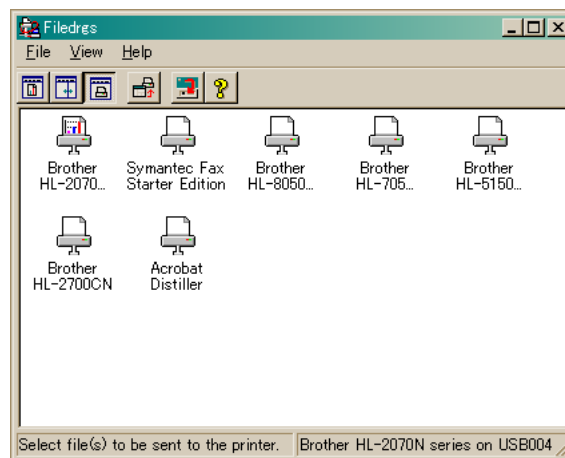 Filedrgs
File View Help
Brother
HL-2070...
Symantec Fax
Starter Edition
Brother
HL-8050...
Brother
HL-705...
Brother
HL-5150...
Brother
HL-2700CN
Acrobat
Distiller
Select file(s) to be sent to the printer. Brother HL-2070N series on USB004